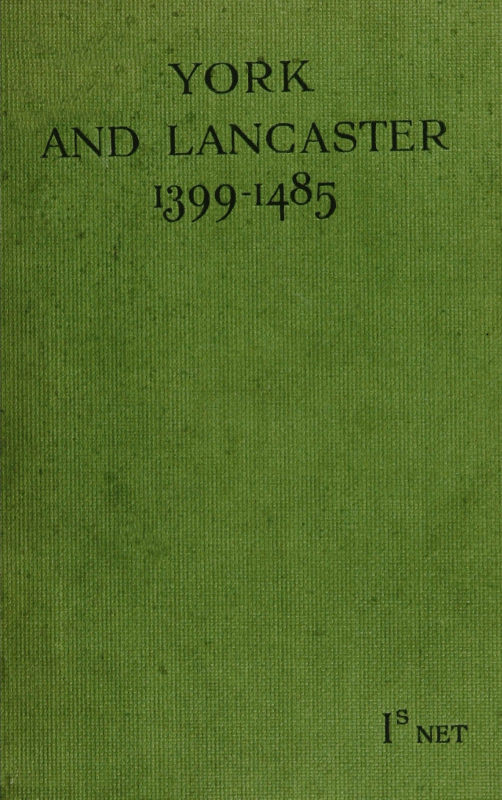 YORK
AND LANCASTER
1399-1485
1s NET